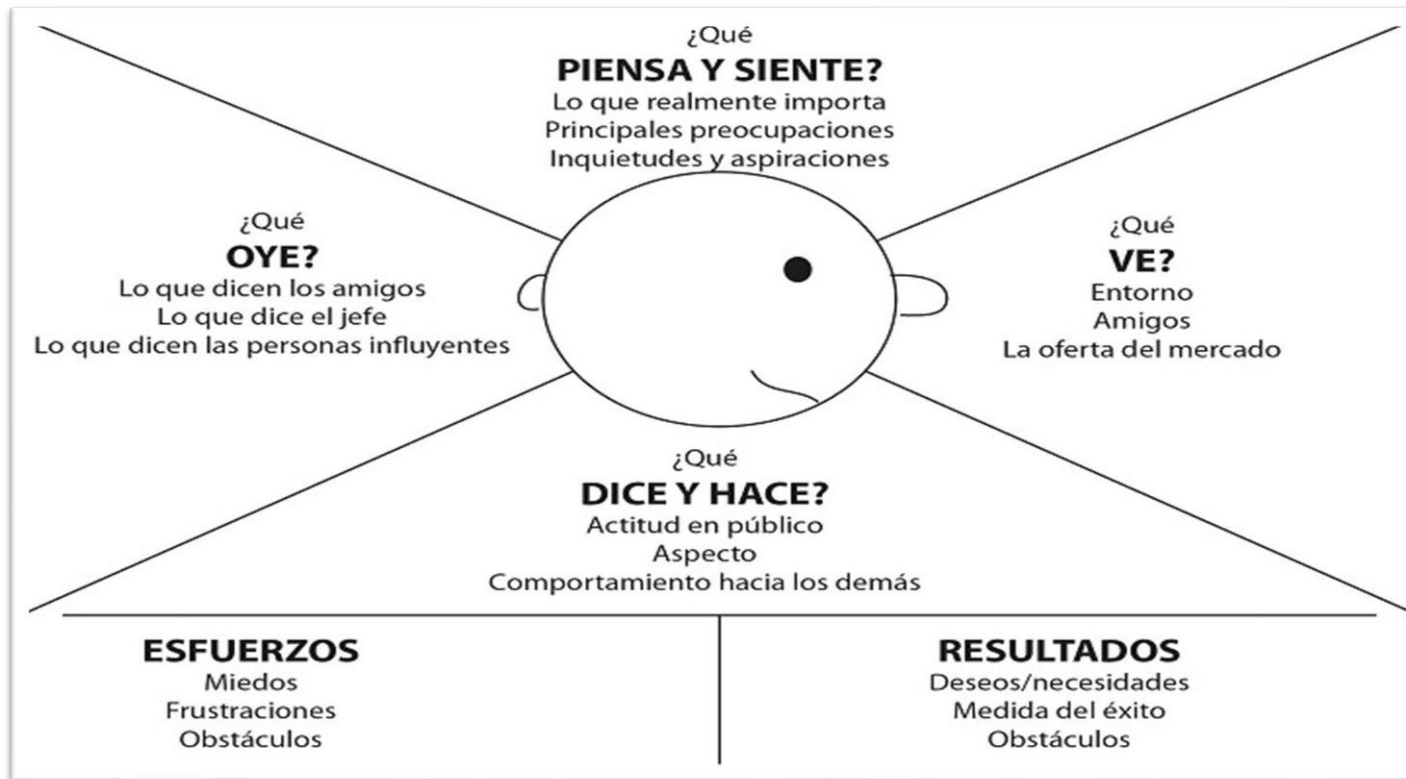 ¿Qué
PIENSA Y SIENTE?
Lo que realmente importa
Principales preocupaciones
Inquietudes y aspiraciones
¿Qué
OYE?
Lo que dicen los amigos
Lo que dice el jefe
Lo que dicen las personas influyentes
¿Qué
VE?
Entorno
Amigos
La oferta del mercado
¿Qué
DICE Y HACE?
Actitud en público
Aspecto
Comportamiento hacia los demás
ESFUERZOS
Miedos
Frustraciones
Obstáculos
RESULTADOS
Deseos/necesidades
Medida del éxito
Obstáculos